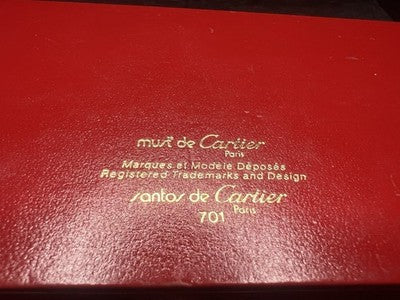 must de Cartier
Paris
Marques et Modèle Déposés
Registered Trademarks and Design
santos de Cartier
Paris
701